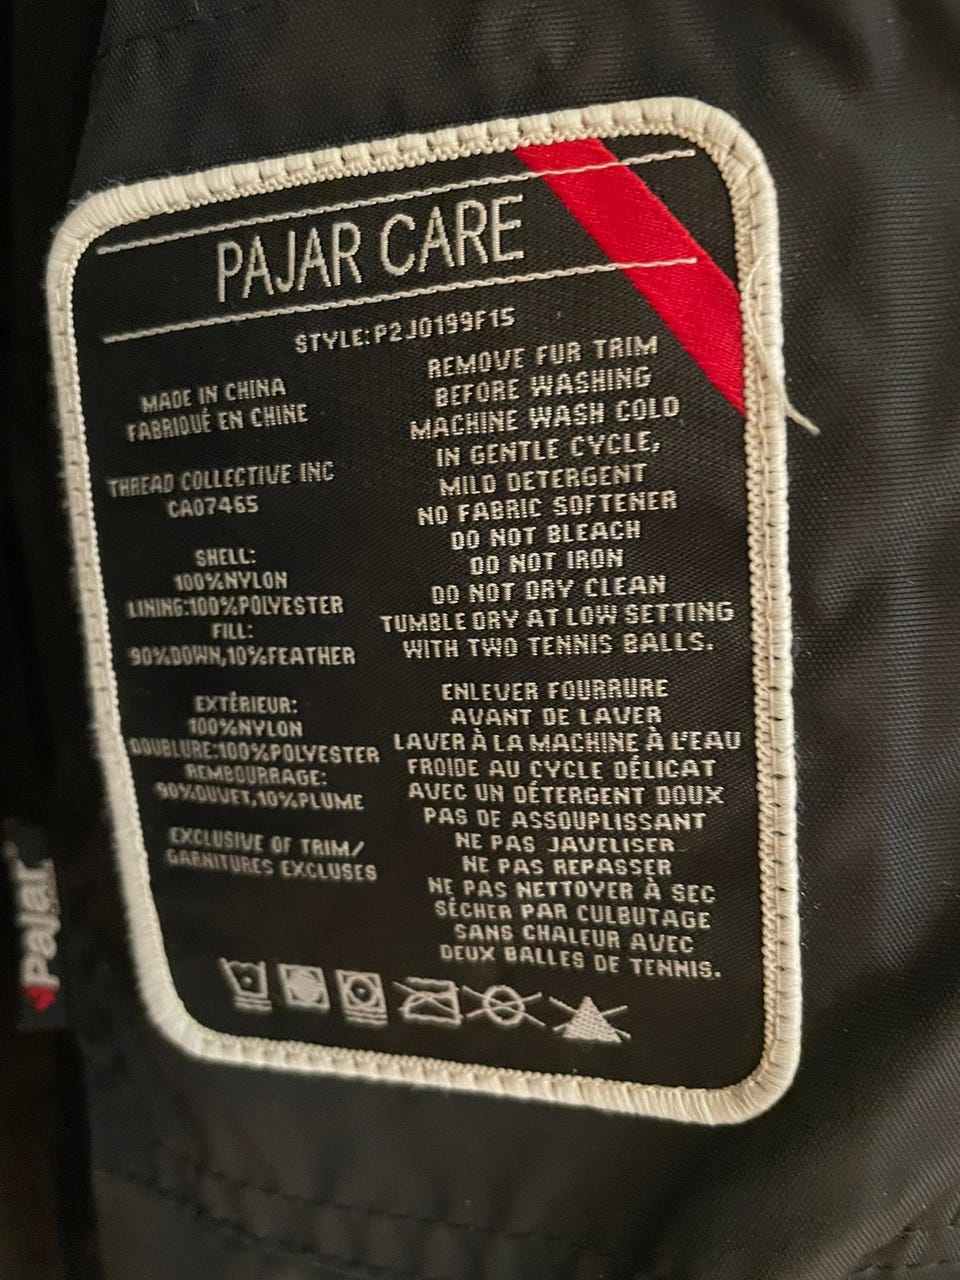 PAJAR CARE
STYLE:P2J0199F15
MADE IN CHINA
FABRIQUÉ EN CHINE
THREAD COLLECTIVE INC
CA07465
SHELL:
100%NYLON
LINING:100%POLYESTER
FILL:
90%DOWN,10%FEATHER
EXTÉRIEUR:
100%NYLON
DOUBLURE:100%POLYESTER
REMBOURRAGE:
90%DUVET,10%PLUME
EXCLUSIVE OF TRIM/
GARNITURES EXCLUSES
REMOVE FUR TRIM
BEFORE WASHING
MACHINE WASH COLD
IN GENTLE CYCLE,
MILD DETERGENT
NO FABRIC SOFTENER
DO NOT BLEACH
DO NOT IRON
DO NOT DRY CLEAN
TUMBLE DRY AT LOW SETTING
WITH TWO TENNIS BALLS.
ENLEVER FOURRURE
AVANT DE LAVER
LAVER À LA MACHINE À L'EAU
FROIDE AU CYCLE DÉLICAT
AVEC UN DÉTERGENT DOUX
PAS DE ASSOUPLISSANT
NE PAS JAVELISER
NE PAS REPASSER
NE PAS NETTOYER À SEC
SÉCHER PAR CULBUTAGE
SANS CHALEUR AVEC
DEUX BALLES DE TENNIS.
Pajar